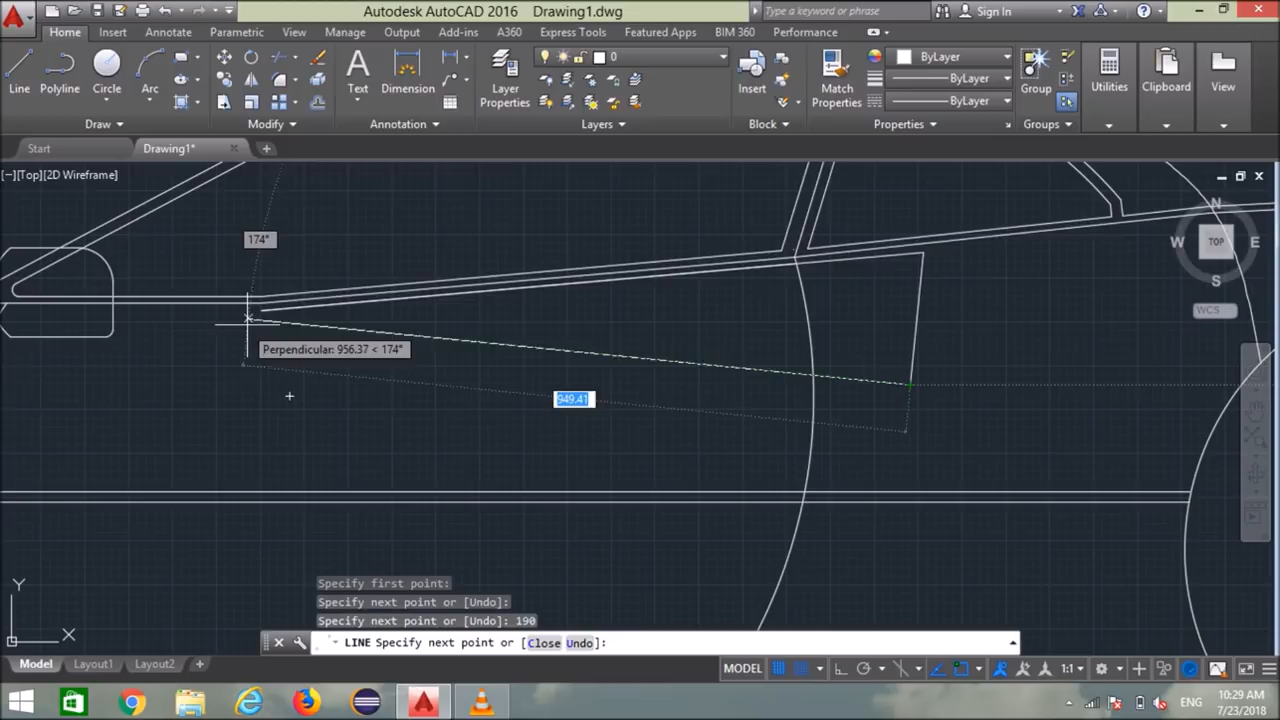 Autodesk AutoCAD 2016 Drawing1.dwg
Type a keyword or phrase
Sign In
Home Insert Annotate Parametric View Manage Output Add-ins A360 Express Tools Featured Apps BIM 360 Performance
Line Polyline Circle Arc
Text Dimension
Layer Properties
0
Insert
Match Properties
ByLayer
ByLayer
ByLayer
Group
Utilities
Clipboard
View
Draw Modify Annotation Layers Block Properties Groups
Start Drawing1*
[−][Top][2D Wireframe]
N
W TOP E
S
WCS
174°
Perpendicular: 956.37 < 174°
949.41
Y
X
Specify first point:
Specify next point or [Undo]:
Specify next point or [Undo]: 190
LINE Specify next point or [Close Undo]:
Model Layout1 Layout2 +
MODEL 1:1
ENG
10:29 AM
7/23/2018